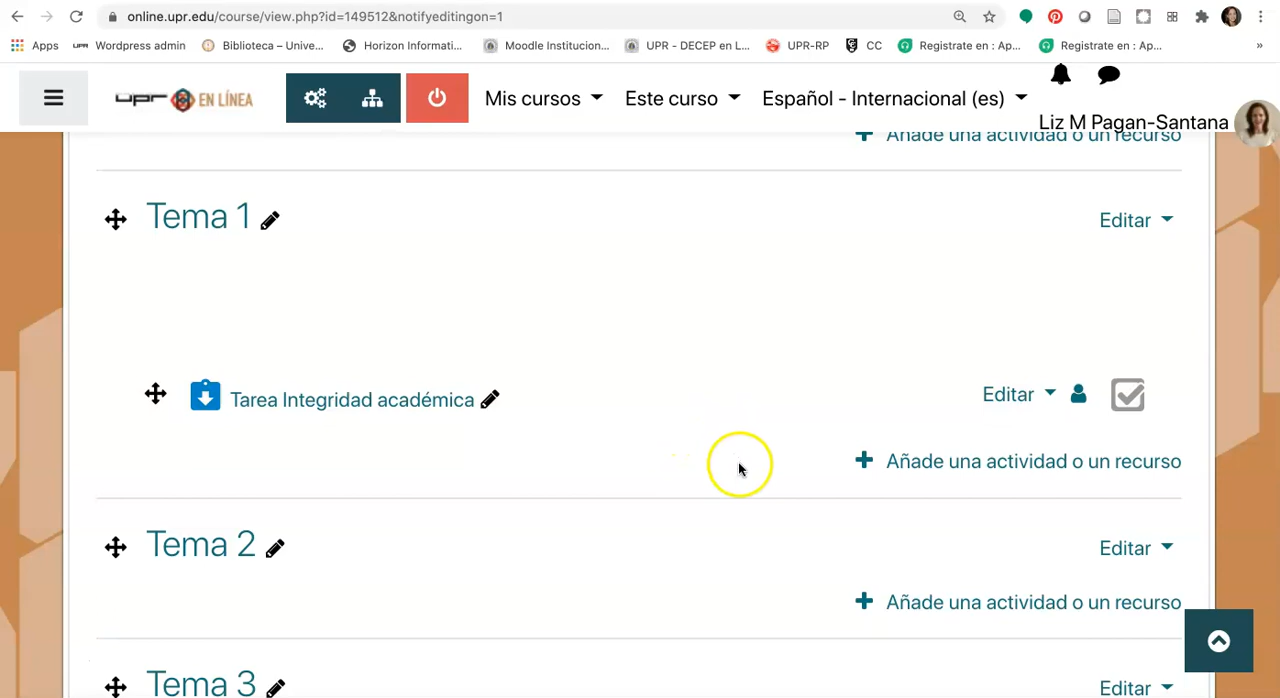 online.upr.edu/course/view.php?id=149512&notifyeditingon=1
Apps
UPR Wordpress admin
Biblioteca – Unive...
Horizon Informati...
Moodle Institucion...
UPR - DECEP en L...
UPR-RP
CC
Registrate en : Ap...
Registrate en : Ap...
»
upr EN LÍNEA
Mis cursos
Este curso
Español - Internacional (es)
Liz M Pagan-Santana
Añade una actividad o un recurso
Tema 1
Editar
Tarea Integridad académica
Editar
Añade una actividad o un recurso
Tema 2
Editar
Añade una actividad o un recurso
Tema 3
Editar